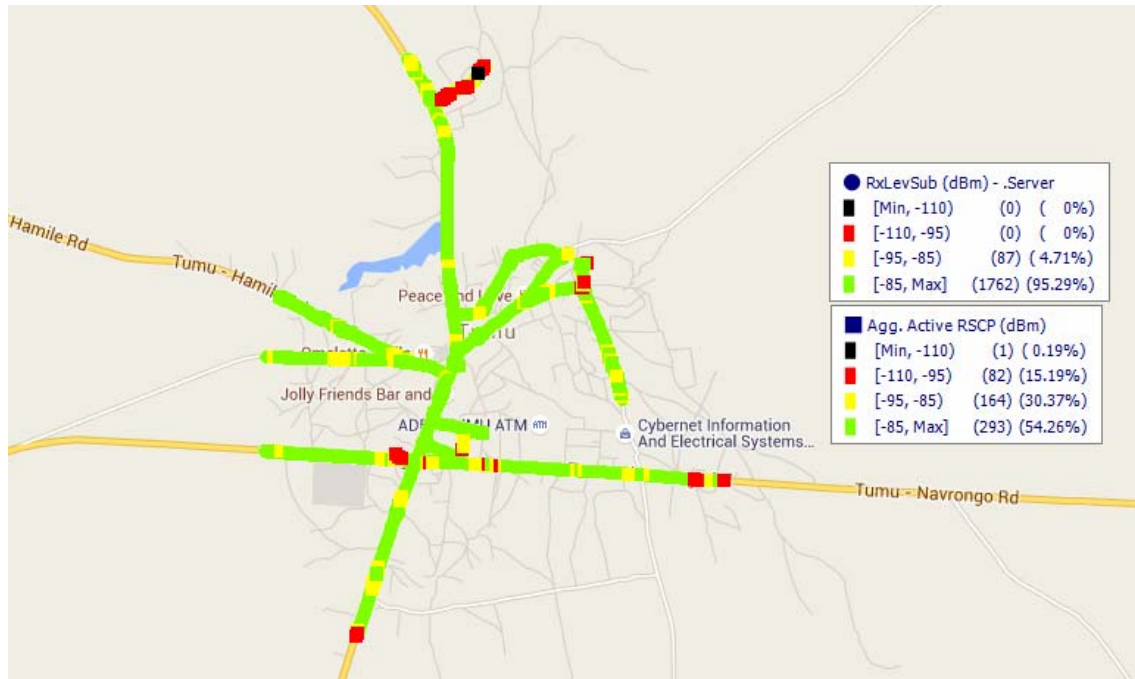 RxLevSub (dBm) - .Server
[Min, -110) (0) ( 0%)
[-110, -95) (0) ( 0%)
[-95, -85) (87) ( 4.71%)
[-85, Max] (1762) (95.29%)
Agg. Active RSCP (dBm)
[Min, -110) (1) ( 0.19%)
[-110, -95) (82) (15.19%)
[-95, -85) (164) (30.37%)
[-85, Max] (293) (54.26%)
Hamile Rd
Tumu - Hamile
Peace and Love
Jolly Friends Bar and
ATM
Cybernet Information
And Electrical Systems...
Tumu - Navrongo Rd